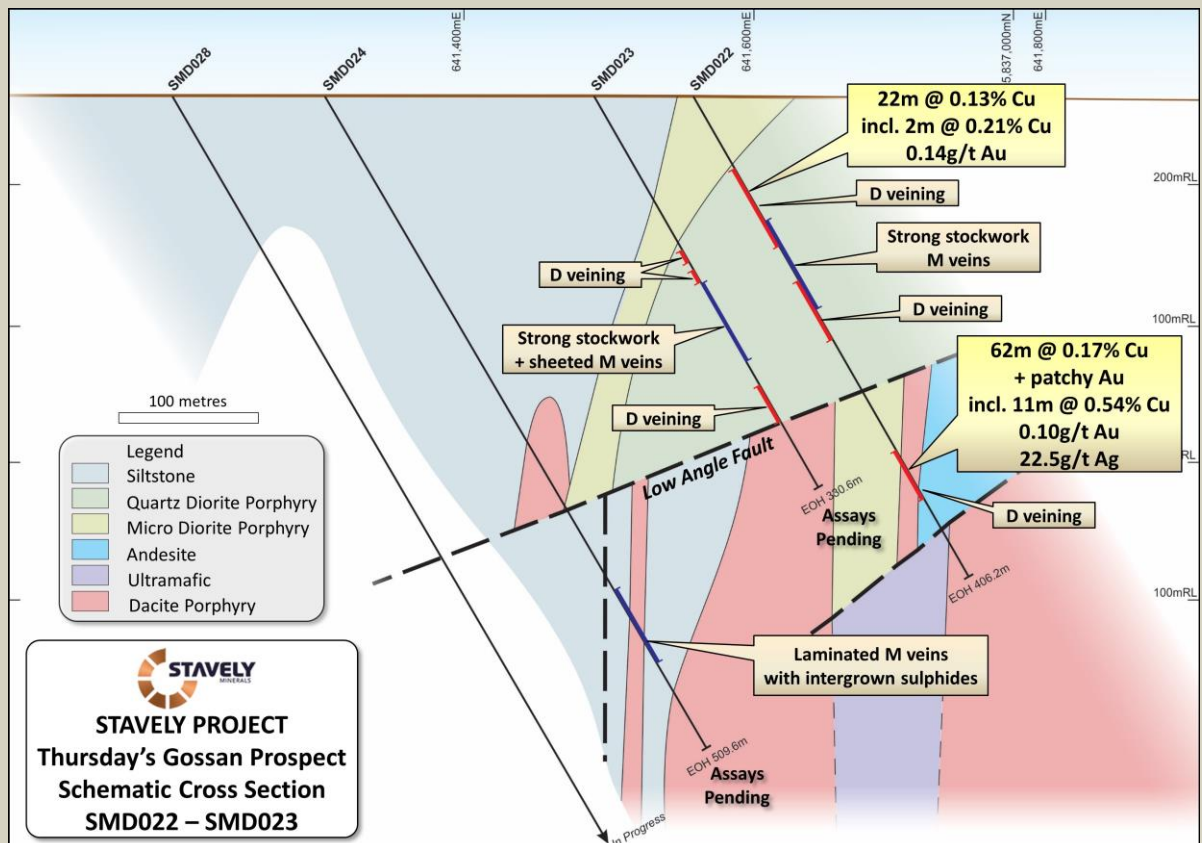 641,400mE
641,600mE
5,837,000mN
641,800mE
SMD028
SMD024
SMD023
SMD022
22m @ 0.13% Cu
incl. 2m @ 0.21% Cu
0.14g/t Au
200mRL
D veining
Strong stockwork
M veins
D veining
D veining
100mRL
Strong stockwork
+ sheeted M veins
62m @ 0.17% Cu
+ patchy Au
incl. 11m @ 0.54% Cu
0.10g/t Au
22.5g/t Ag
100 metres
D veining
Low Angle Fault
RL
Legend
Siltstone
Quartz Diorite Porphyry
Micro Diorite Porphyry
Andesite
Ultramafic
Dacite Porphyry
EOH 330.6m
Assays
Pending
D veining
EOH 406.2m
100mRL
Laminated M veins
with intergrown sulphides
STAVELY
MINERALS
STAVELY PROJECT
Thursday's Gossan Prospect
Schematic Cross Section
SMD022 – SMD023
EOH 509.6m
Assays
Pending
In Progress